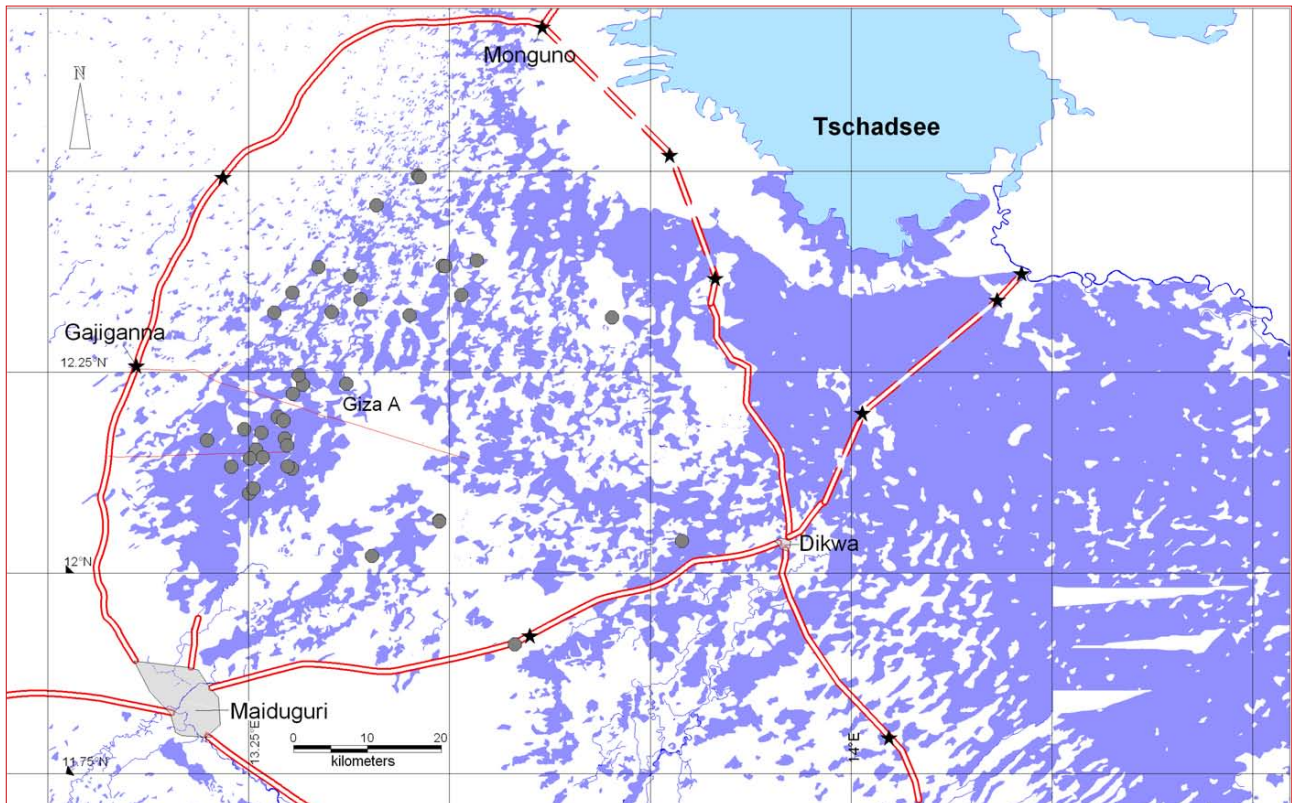 Monguno
N
Tschadsee
Gajiganna
12.25°N
Giza A
Dikwa
12°N
Maiduguri
13.25°E
0 10 20
kilometers
14°E
11.75°N